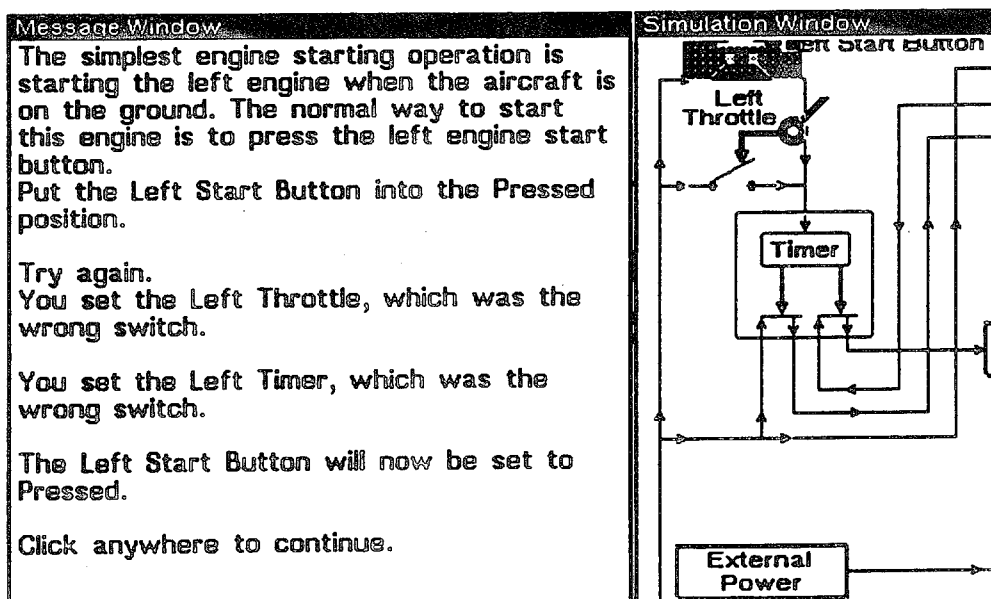 Message Window
The simplest engine starting operation is
starting the left engine when the aircraft is
on the ground. The normal way to start
this engine is to press the left engine start
button.
Put the Left Start Button into the Pressed
position.
Try again.
You set the Left Throttle, which was the
wrong switch.
You set the Left Timer, which was the
wrong switch.
The Left Start Button will now be set to
Pressed.
Click anywhere to continue.
Simulation Window
Left Start Button
Left
Throttle
Timer
External
Power